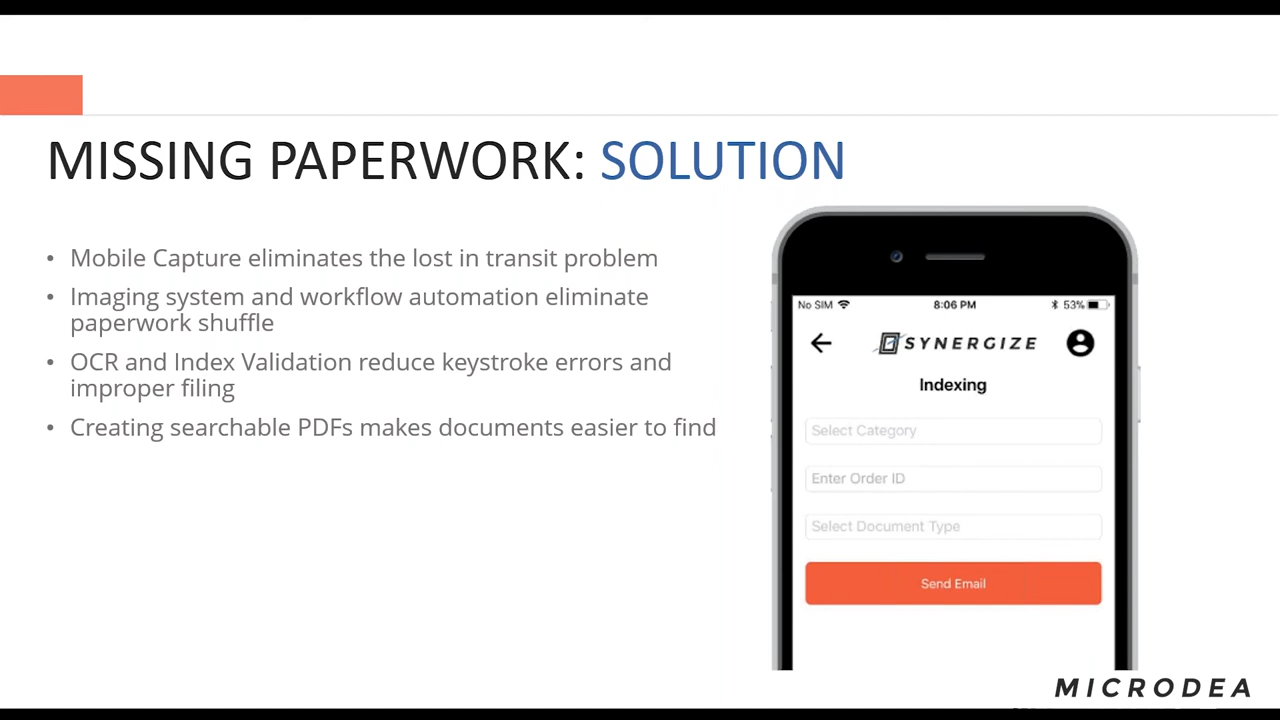 MISSING PAPERWORK: SOLUTION
• Mobile Capture eliminates the lost in transit problem
• Imaging system and workflow automation eliminate
paperwork shuffle
• OCR and Index Validation reduce keystroke errors and
improper filing
• Creating searchable PDFs makes documents easier to find
No SIM 8:06 PM 53%
SYNERGIZE
Indexing
Select Category
Enter Order ID
Select Document Type
Send Email
MICRODEA